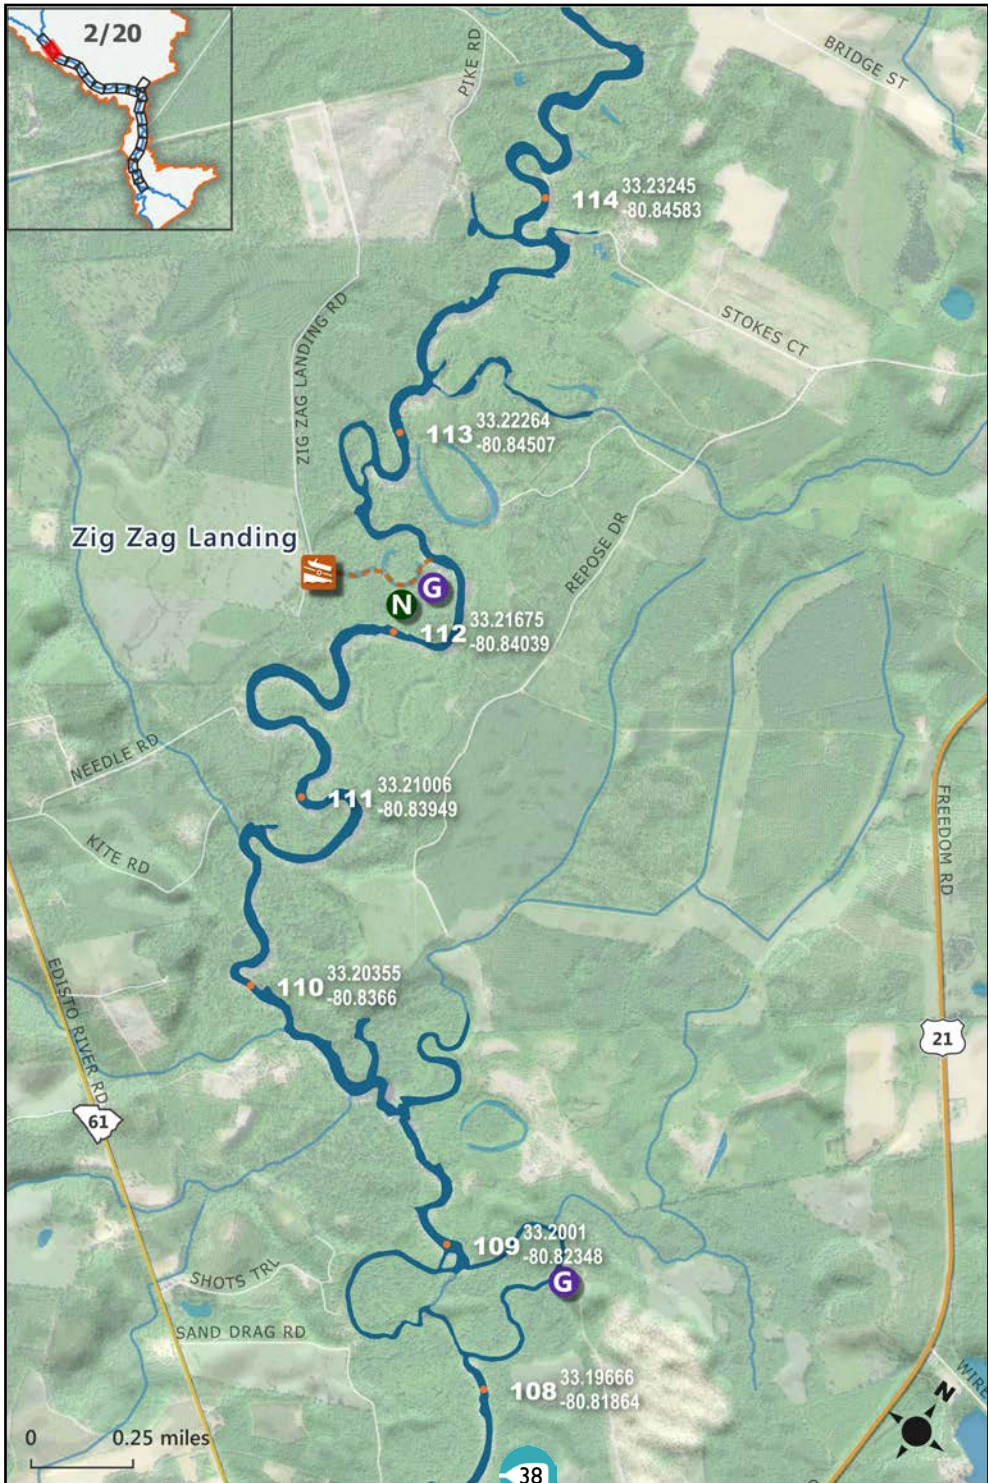 2/20
PIKE RD
BRIDGE ST
114 33.23245
-80.84583
ZIG ZAG LANDING RD
STOKES CT
113 33.22264
-80.84507
Zig Zag Landing
REPOSE DR
G
N
112 33.21675
-80.84039
NEEDLE RD
111 33.21006
-80.83949
FREEDOM RD
KITE RD
EDISTO RIVER RD
110 33.20355
-80.8366
21
61
109 33.2001
-80.82348
SHOTS TRL
G
SAND DRAG RD
108 33.19666
-80.81864
WIRE
N
0 0.25 miles
38